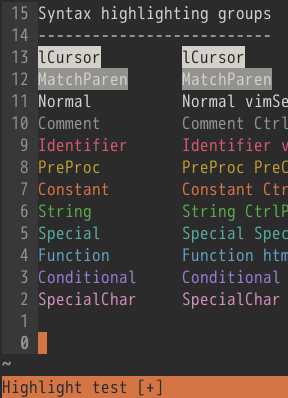 15 Syntax highlighting groups
14 ------------------------
13 lCursor lCursor
12 MatchParen MatchParen
11 Normal Normal vimSe
10 Comment Comment Ctrl
9 Identifier Identifier v
8 PreProc PreProc PreC
7 Constant Constant Ctr
6 String String CtrlP
5 Special Special Spec
4 Function Function htm
3 Conditional Conditional
2 SpecialChar SpecialChar
1
0
~
Highlight test [+]